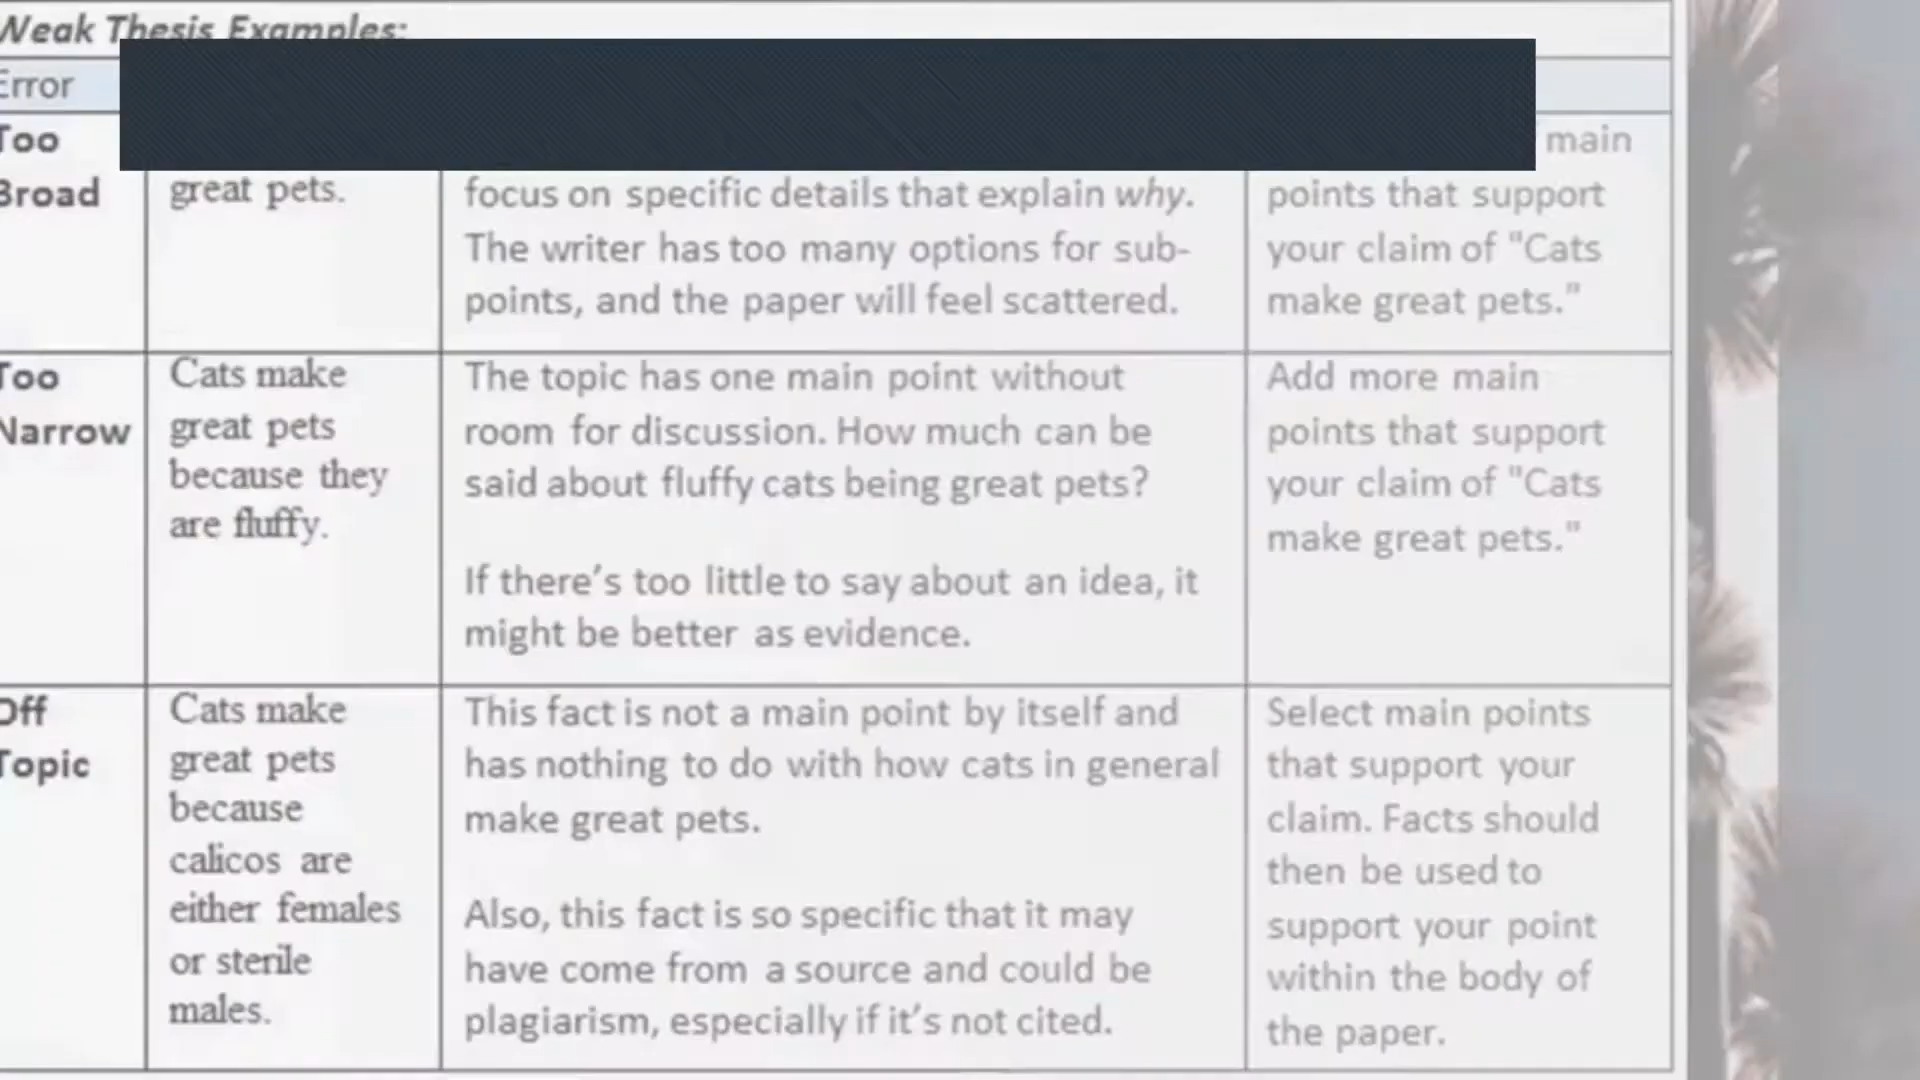 Weak Thesis Examples:
Error
Too
Broad
great pets.
focus on specific details that explain why.
The writer has too many options for sub-
points, and the paper will feel scattered.
main
points that support
your claim of "Cats
make great pets.”
Too
Narrow
Cats make
great pets
because they
are fluffy.
The topic has one main point without
room for discussion. How much can be
said about fluffy cats being great pets?
If there’s too little to say about an idea, it
might be better as evidence.
Add more main
points that support
your claim of "Cats
make great pets."
Off
Topic
Cats make
great pets
because
calicos are
either females
or sterile
males.
This fact is not a main point by itself and
has nothing to do with how cats in general
make great pets.
Also, this fact is so specific that it may
have come from a source and could be
plagiarism, especially if it’s not cited.
Select main points
that support your
claim. Facts should
then be used to
support your point
within the body of
the paper.